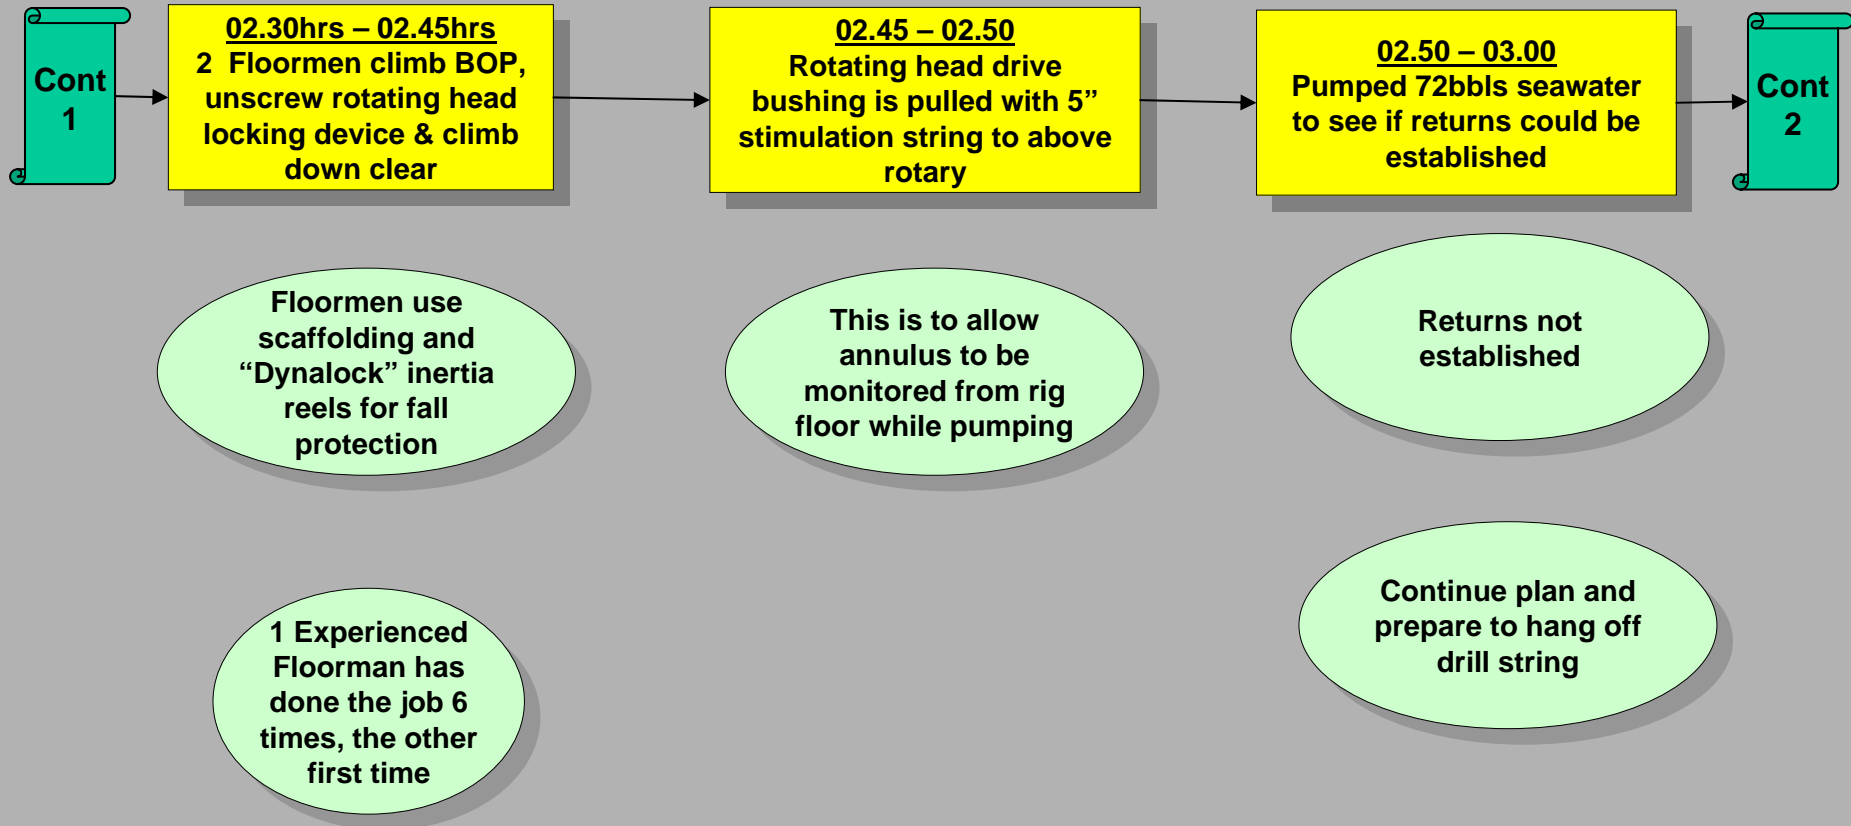 Cont
1
02.30hrs – 02.45hrs
2 Floormen climb BOP,
unscrew rotating head
locking device & climb
down clear
02.45 – 02.50
Rotating head drive
bushing is pulled with 5”
stimulation string to above
rotary
02.50 – 03.00
Pumped 72bbls seawater
to see if returns could be
established
Cont
2
Floormen use
scaffolding and
“Dynalock” inertia
reels for fall
protection
This is to allow
annulus to be
monitored from rig
floor while pumping
Returns not
established
1 Experienced
Floorman has
done the job 6
times, the other
first time
Continue plan and
prepare to hang off
drill string